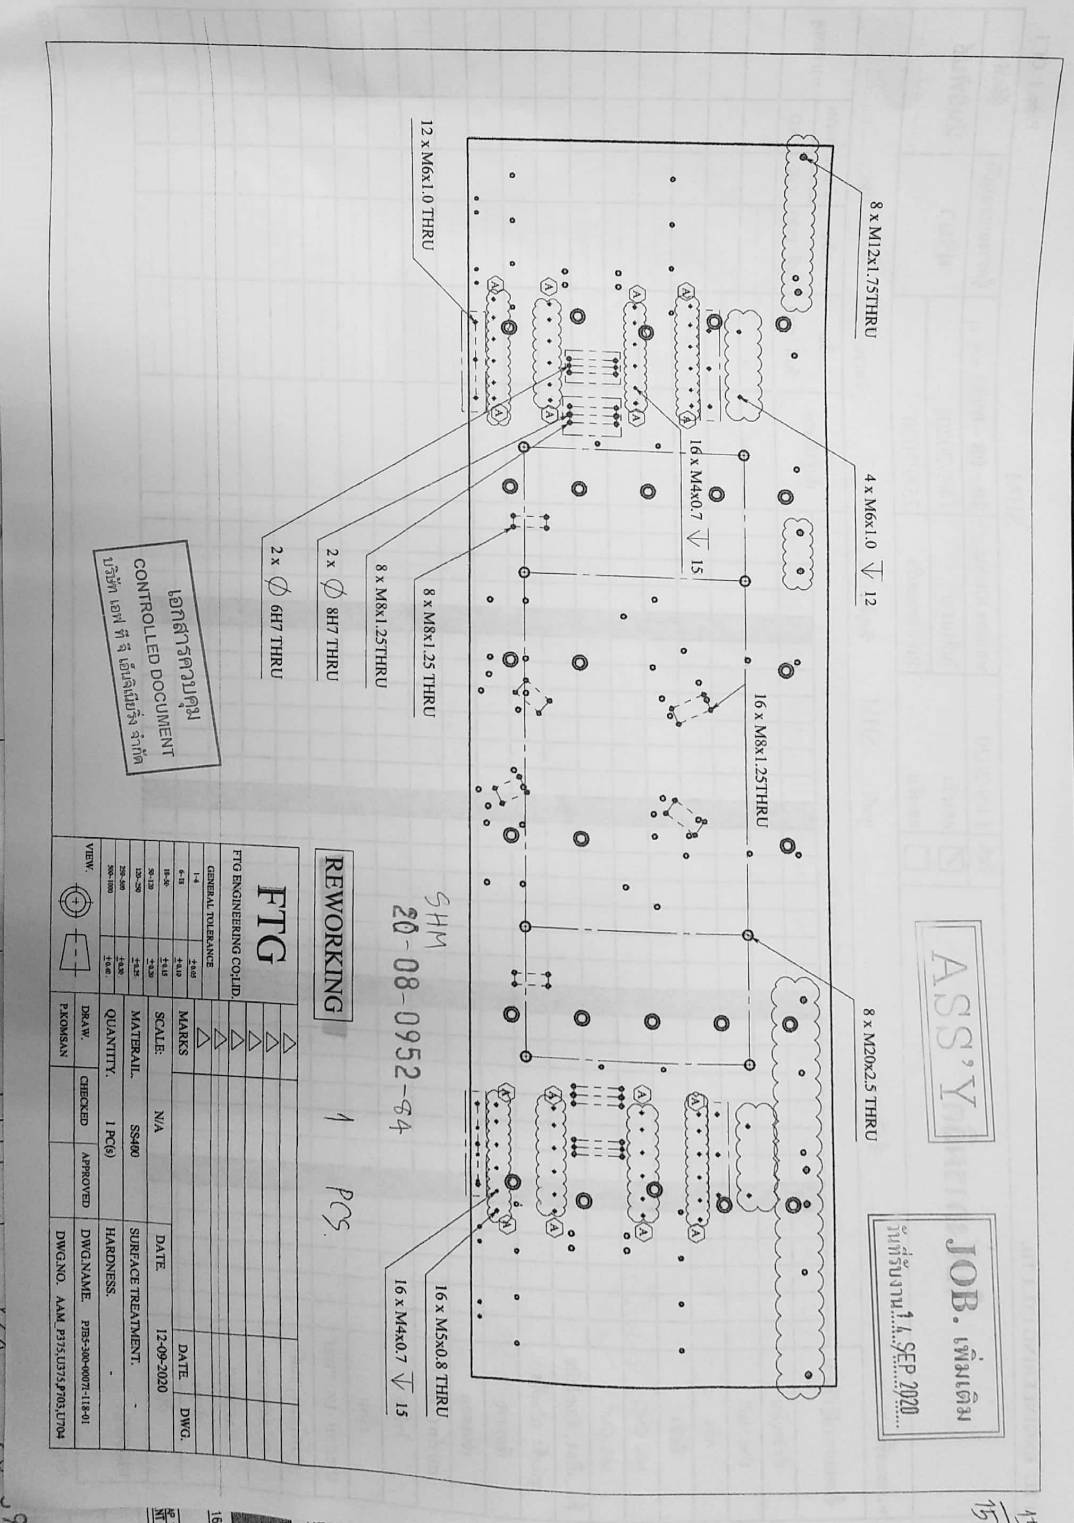 ASS'Y
JOB. เพิ่มเติม
วันที่รับงาน 14 SEP 2020
8 x M12x1.75THRU
4 x M6x1.0 ↧ 12
8 x M20x2.5 THRU
16 x M8x1.25THRU
16 x M4x0.7 ↧ 15
A A A A
A A A A
A A A A
A A A A
12 x M6x1.0 THRU
8 x M8x1.25 THRU
8 x M8x1.25THRU
2 x ∅ 8H7 THRU
2 x ∅ 6H7 THRU
16 x M5x0.8 THRU
16 x M4x0.7 ↧ 15
SHM
20-08-0952-84
REWORKING
1 PCS.
เอกสารควบคุม
CONTROLLED DOCUMENT
บริษัท เอฟ ที จี เอ็นจิเนียริ่ง จำกัด
FTG
FTG ENGINEERING CO;LID.
GENERAL TOLERANCE
1-6 ±0.05
6-18 ±0.10
18-50 ±0.15
50-120 ±0.20
120-250 ±0.25
250-500 ±0.30
500-1000 ±0.40
VIEW.
MARKS DATE. DWG.
SCALE: N/A DATE. 12-09-2020
MATERAIL. SS400 SURFACE TREATMENT. -
QUANTITY. 1 PC(s) HARDNESS. -
DRAW. CHECKED APPROVED DWG.NAME. PJB5-300-00071-118-01
P.KOMSAN DWG.NO. AAM_P375,U375,P703,U704